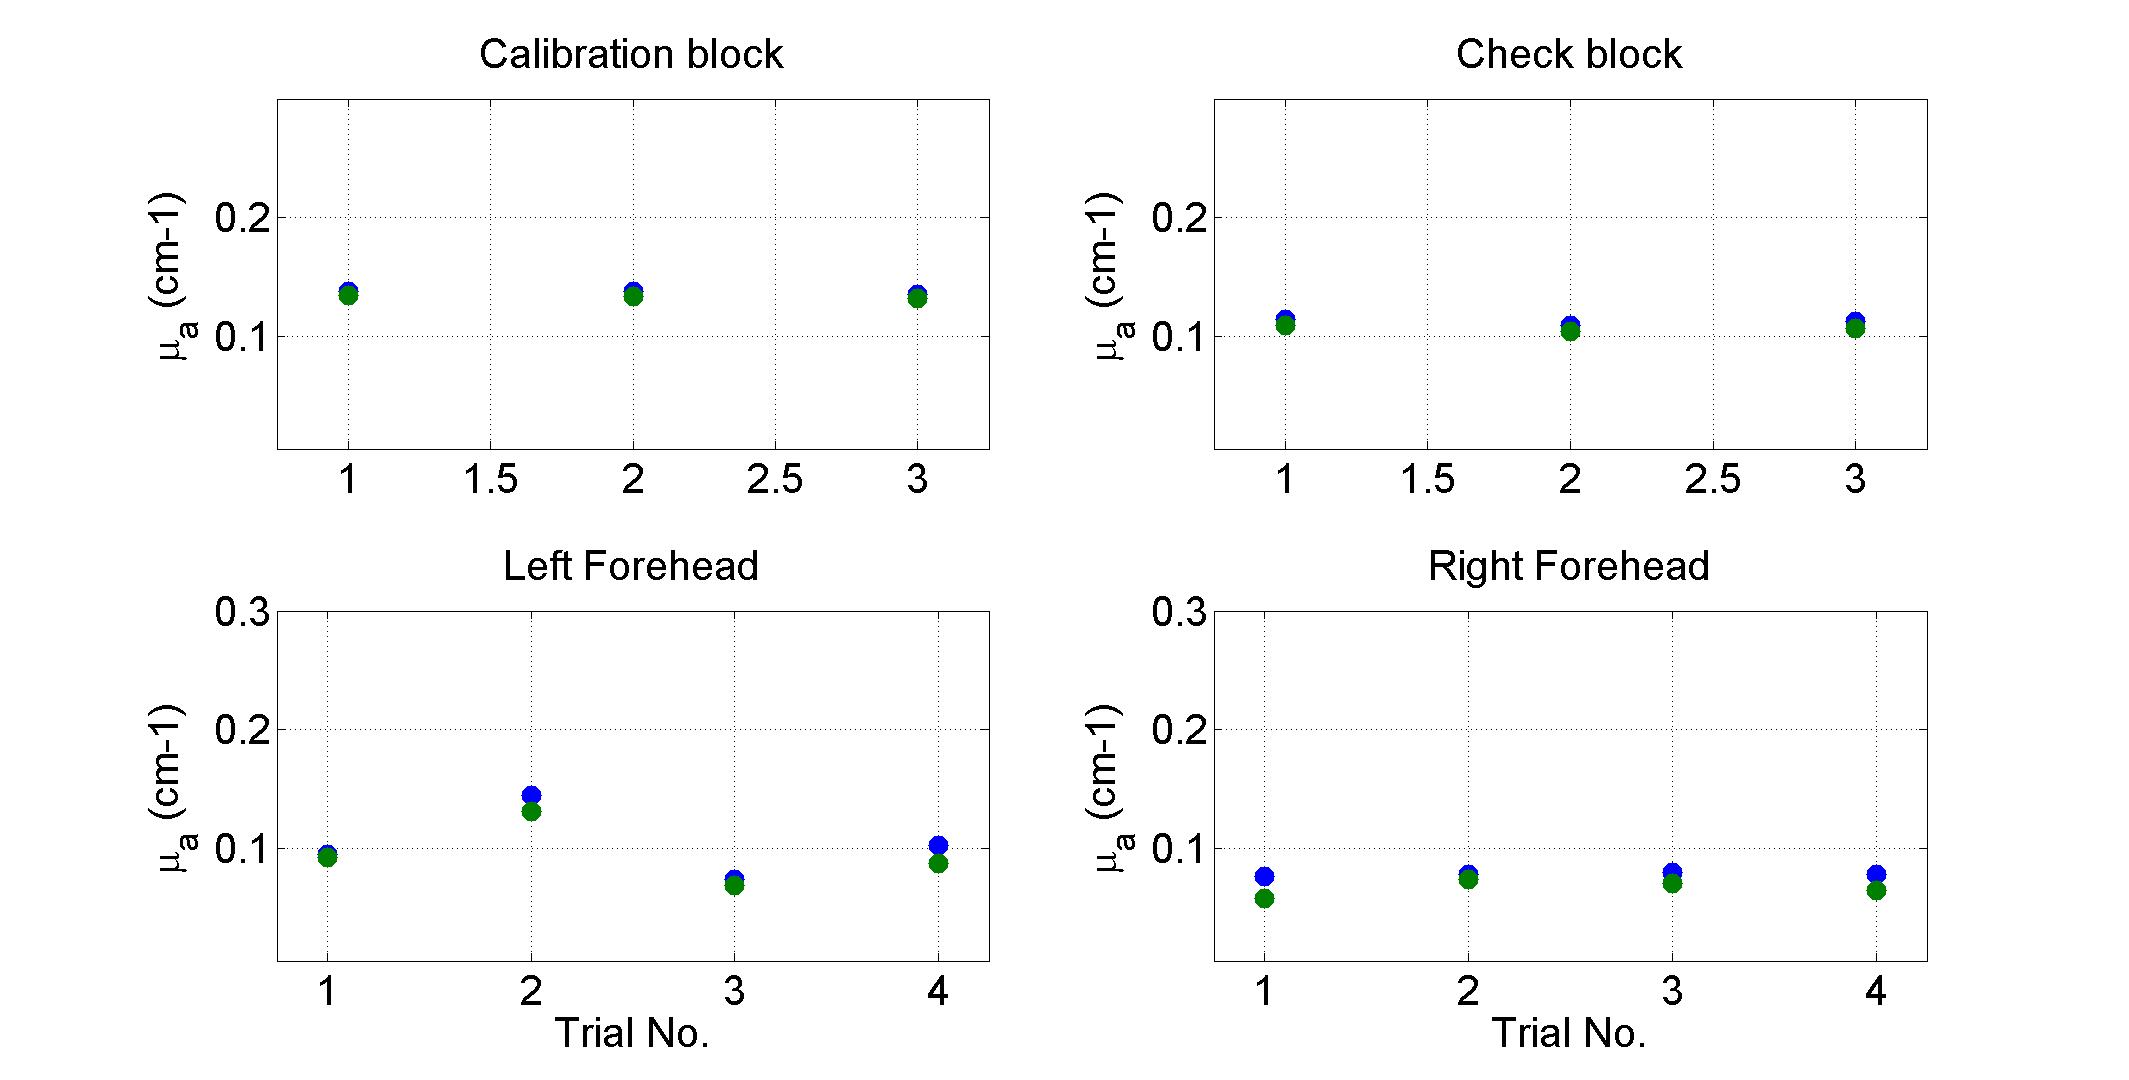 Calibration block
μa (cm-1)
0.2
0.1
1 1.5 2 2.5 3
Check block
μa (cm-1)
0.2
0.1
1 1.5 2 2.5 3
Left Forehead
μa (cm-1)
0.3
0.2
0.1
1 2 3 4
Trial No.
Right Forehead
μa (cm-1)
0.3
0.2
0.1
1 2 3 4
Trial No.